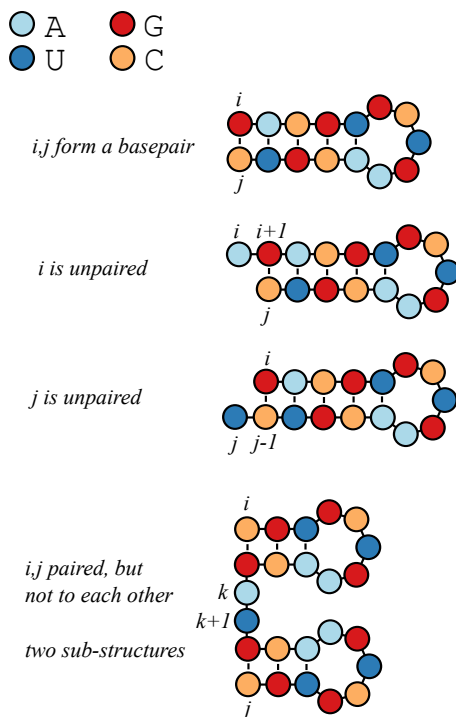 A G
U C
i
i,j form a basepair
j
i i+1
i is unpaired
j
i
j is unpaired
j j-1
i
i,j paired, but
not to each other
k
k+1
two sub-structures
j